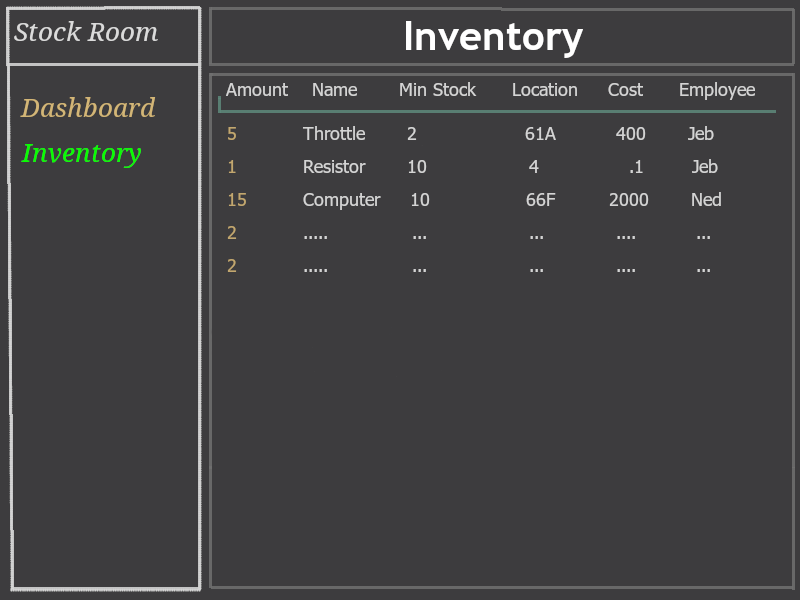 Stock Room
Dashboard
Inventory
Inventory
Amount Name Min Stock Location Cost Employee
5 Throttle 2 61A 400 Jeb
1 Resistor 10 4 .1 Jeb
15 Computer 10 66F 2000 Ned
2 ..... ... ... .... ...
2 ..... ... ... .... ...